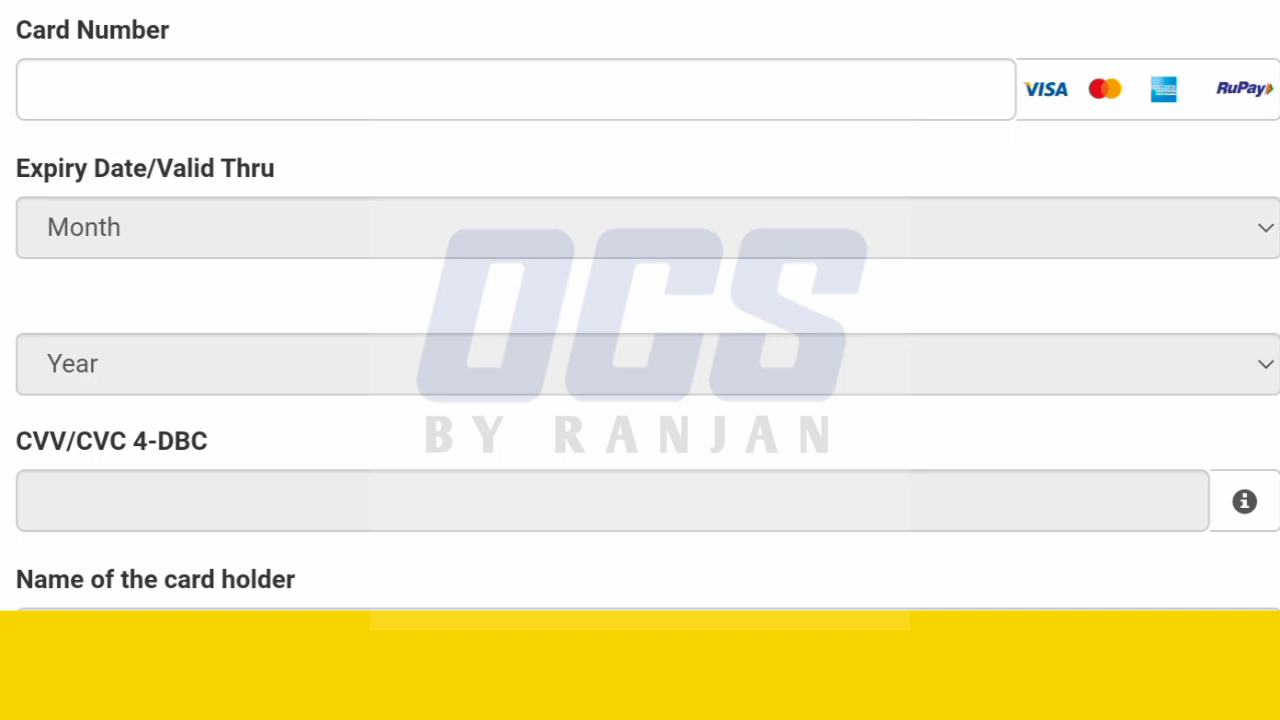 Card Number
VISA
RuPay
Expiry Date/Valid Thru
Month
OCS
Year
BY RANJAN
CVV/CVC 4-DBC
Name of the card holder